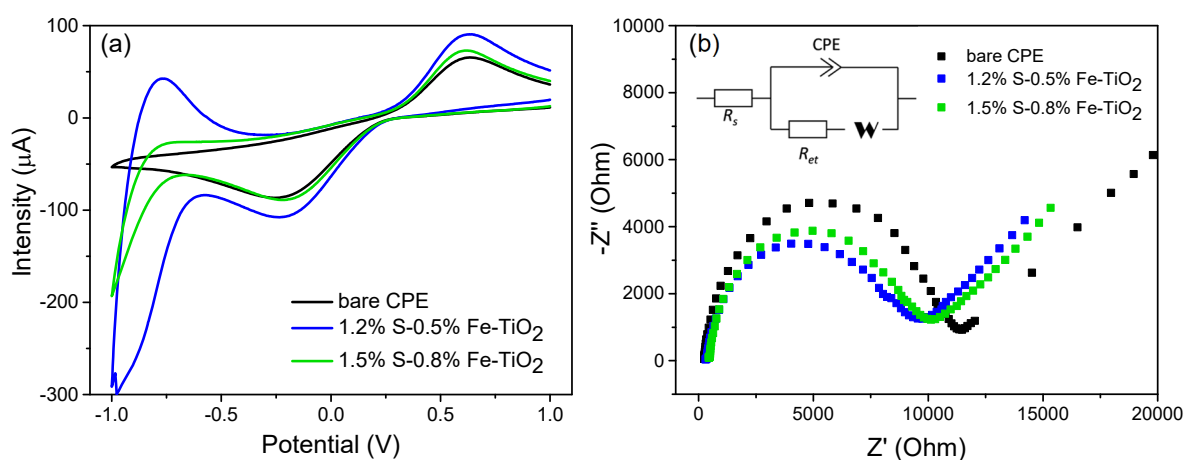 (a)
100
0
-100
-200
-300
Intensity (μA)
-1.0
-0.5
0.0
0.5
1.0
Potential (V)
bare CPE
1.2% S-0.5% Fe-TiO₂
1.5% S-0.8% Fe-TiO₂
(b)
10000
8000
6000
4000
2000
0
-Z'' (Ohm)
0
5000
10000
15000
20000
Z' (Ohm)
CPE
Rₛ
Rₑₜ
W
bare CPE
1.2% S-0.5% Fe-TiO₂
1.5% S-0.8% Fe-TiO₂